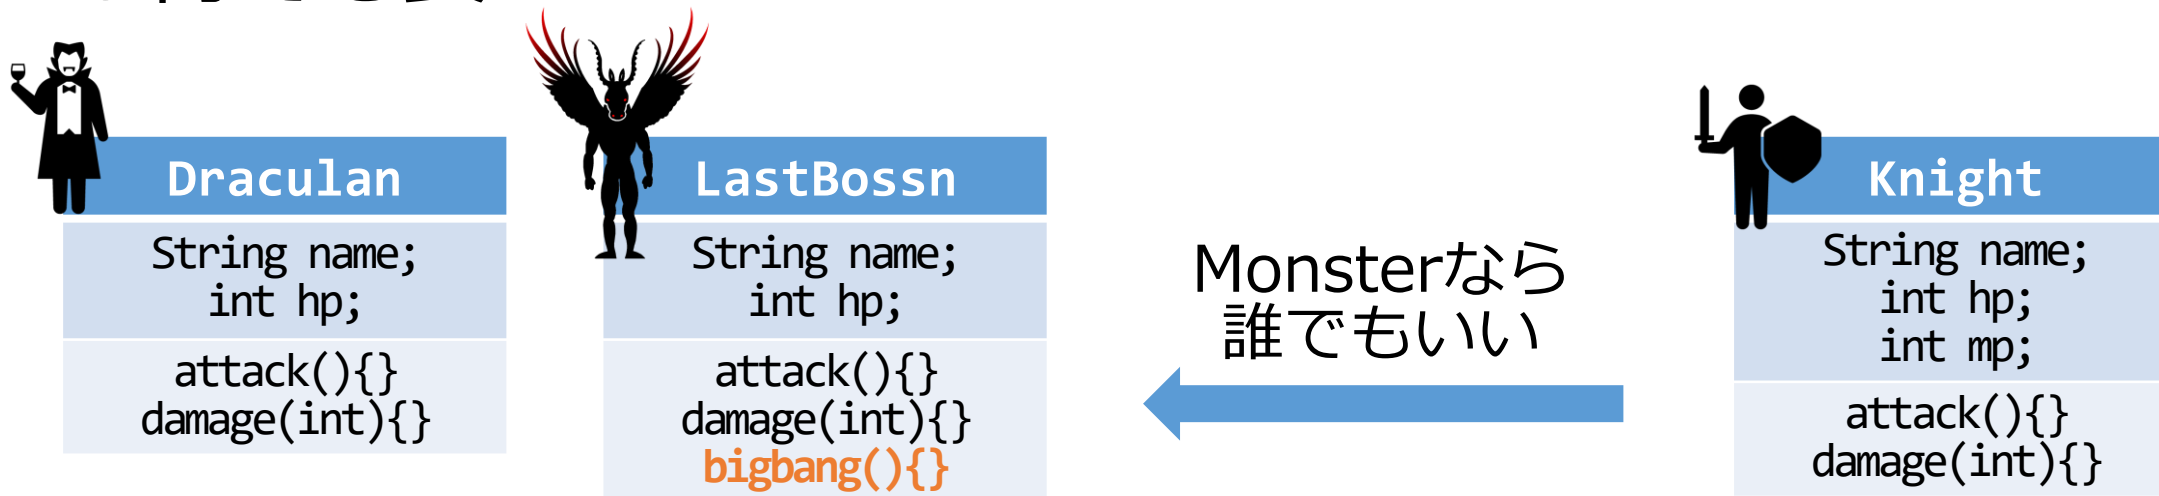 Draculan
String name;
int hp;
attack(){}
damage(int){}
LastBossn
String name;
int hp;
attack(){}
damage(int){}
bigbang(){}
Monsterなら
誰でもいい
Knight
String name;
int hp;
int mp;
attack(){}
damage(int){}